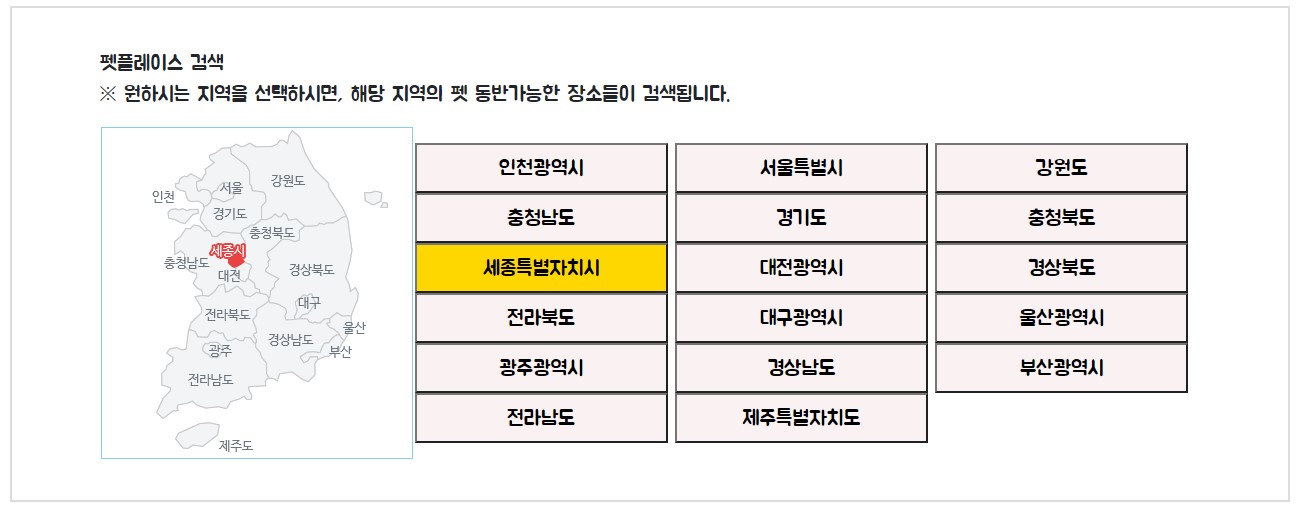 펫플레이스 검색
※ 원하시는 지역을 선택하시면, 해당 지역의 펫 동반가능한 장소들이 검색됩니다.
서울
강원도
인천
경기도
충청북도
세종시
충청남도
대전
경상북도
대구
전라북도
울산
경상남도
광주
부산
전라남도
제주도
인천광역시 서울특별시 강원도
충청남도 경기도 충청북도
세종특별자치시 대전광역시 경상북도
전라북도 대구광역시 울산광역시
광주광역시 경상남도 부산광역시
전라남도 제주특별자치도